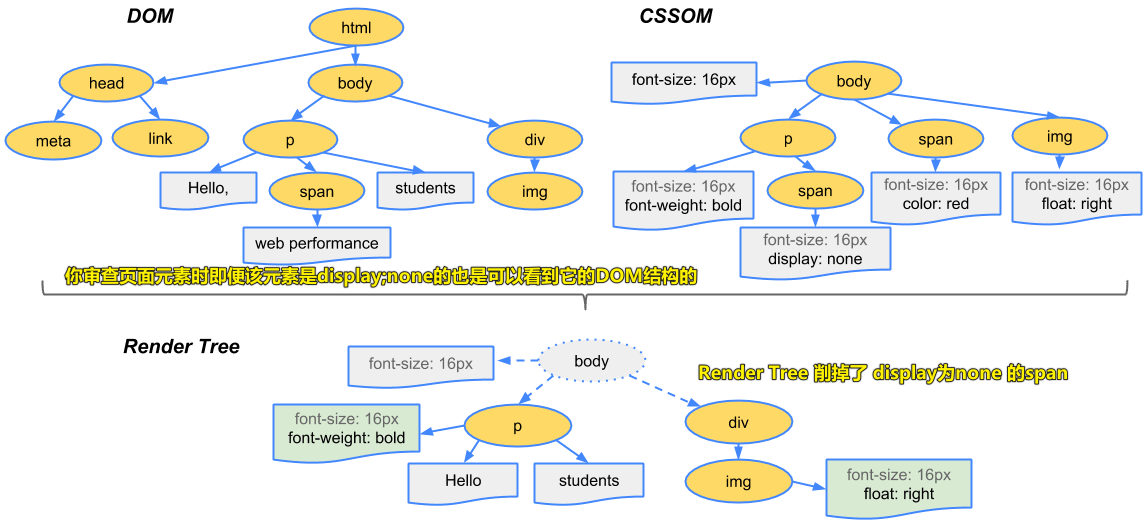 DOM
html
head
body
meta
link
p
div
Hello,
span
students
img
web performance
CSSOM
font-size: 16px
body
p
span
img
font-size: 16px
font-weight: bold
span
font-size: 16px
color: red
font-size: 16px
float: right
font-size: 16px
display: none
你审查页面元素时即便该元素是display;none的也是可以看到它的DOM结构的
Render Tree
font-size: 16px
body
Render Tree 削掉了 display为none 的span
font-size: 16px
font-weight: bold
p
div
Hello
students
img
font-size: 16px
float: right